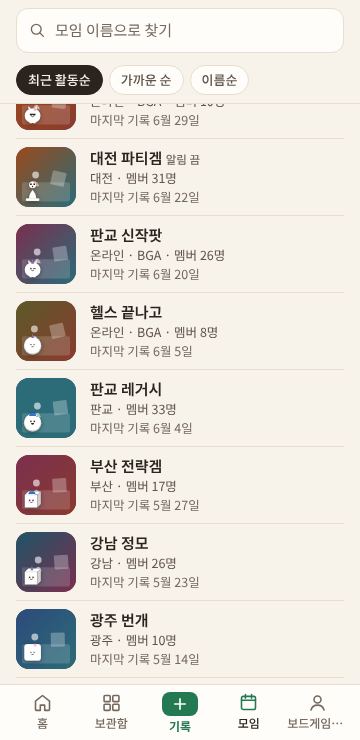 모임 이름으로 찾기
최근 활동순
가까운 순
이름순
마지막 기록 6월 29일
대전 파티겜 알림 끔
대전 · 멤버 31명
마지막 기록 6월 22일
판교 신작팟
온라인 · BGA · 멤버 26명
마지막 기록 6월 20일
헬스 끝나고
온라인 · BGA · 멤버 8명
마지막 기록 6월 5일
판교 레거시
판교 · 멤버 33명
마지막 기록 6월 4일
부산 전략겜
부산 · 멤버 17명
마지막 기록 5월 27일
강남 정모
강남 · 멤버 26명
마지막 기록 5월 23일
광주 번개
광주 · 멤버 10명
마지막 기록 5월 14일
홈
보관함
기록
모임
보드게임…